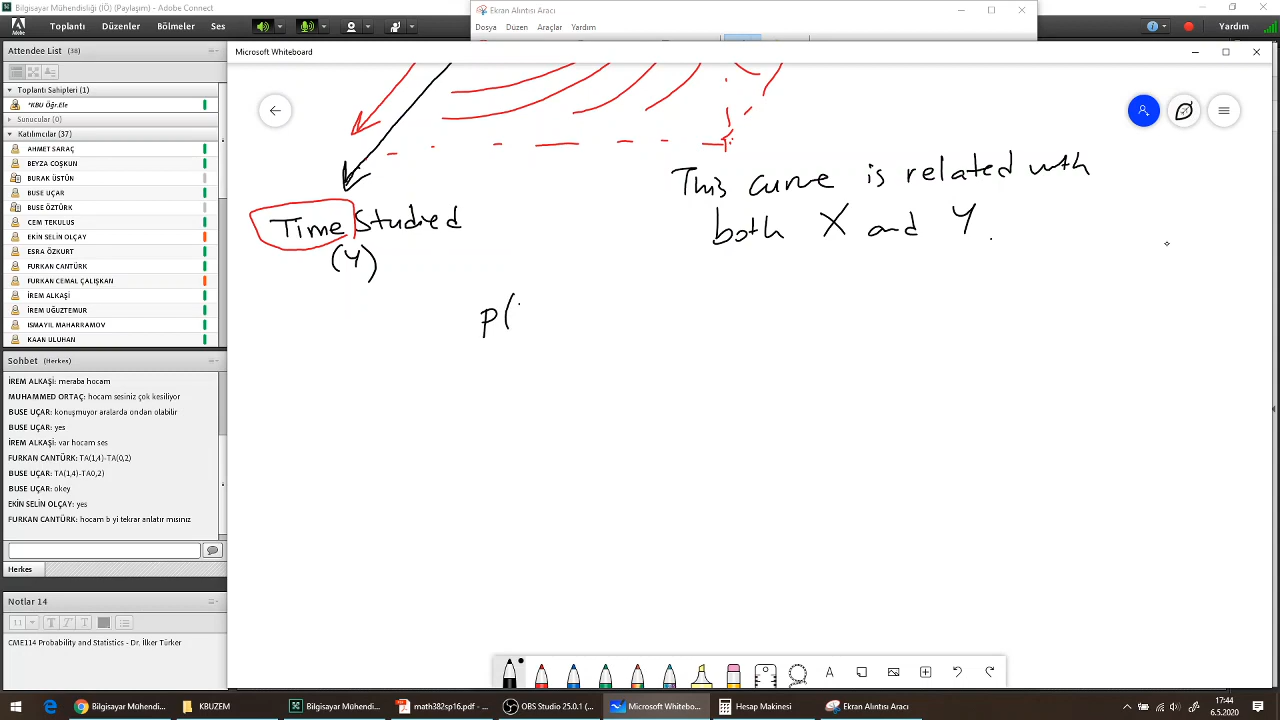 Bilgisayar Mühendisliği (İÖ) (Paylaşım) - Adobe Connect
Toplantı Düzenler Bölmeler Ses
Yardım
Ekran Alıntısı Aracı
Dosya Düzen Araçlar Yardım
Attendee List (38)
Toplantı Sahipleri (1)
*KBU Öğr.Ele
Sunucular (0)
Katılımcılar (37)
AHMET SARAÇ
BEYZA COŞKUN
BURAK ÜSTÜN
BUSE UÇAR
BUSE ÖZTÜRK
CEM TEKULUS
EKİN SELİN OLÇAY
ESRA ÖZKURT
FURKAN CANTÜRK
FURKAN CEMAL ÇALIŞKAN
İREM ALKAŞİ
İREM UĞUZTEMUR
ISMAYIL MAHARRAMOV
KAAN ULUHAN
Sohbet (Herkes)
İREM ALKAŞİ: meraba hocam
MUHAMMED ORTAÇ: hocam sesiniz çok kesiliyor
BUSE UÇAR: konuşmuyor aralarda ondan olabilir
BUSE UÇAR: yes
İREM ALKAŞİ: var hocam ses
FURKAN CANTÜRK: TA(1,4)-TA(0,2)
BUSE UÇAR: TA(1,4)-TA0,2)
BUSE UÇAR: okey
EKİN SELİN OLÇAY: yes
FURKAN CANTÜRK: hocam b yi tekrar anlatır mısınız
Herkes
Notlar 14
11
CME114 Probability and Statistics - Dr. İlker Türker
Microsoft Whiteboard
This curve is related with
both X and Y.
Time Studied
(Y)
p(
Bilgisayar Mühendi...
KBUZEM
Bilgisayar Mühendi...
math382sp16.pdf -...
OBS Studio 25.0.1 (...
Microsoft Whitebo...
Hesap Makinesi
Ekran Alıntısı Aracı
17:44
6.5.2020